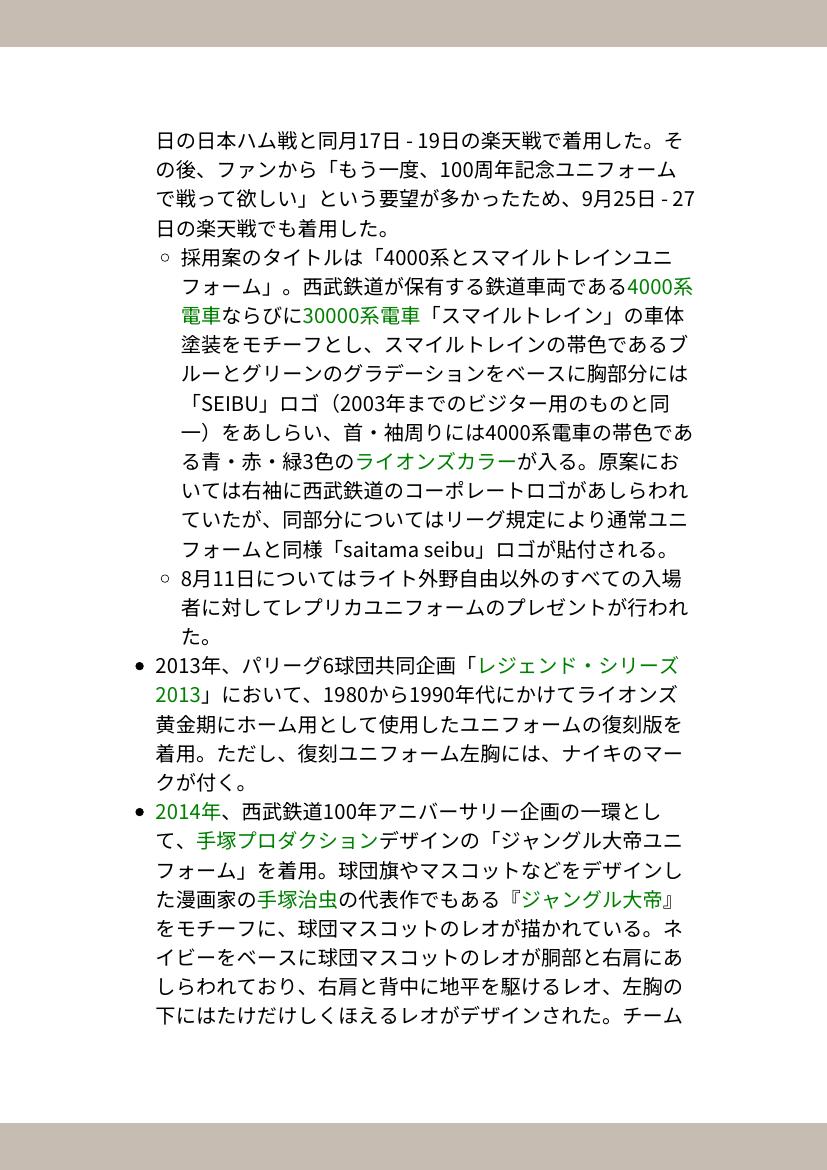 日の日本ハム戦と同月17日 - 19日の楽天戦で着用した。そ
の後、ファンから「もう一度、100周年記念ユニフォーム
で戦って欲しい」という要望が多かったため、9月25日 - 27
日の楽天戦でも着用した。
○ 採用案のタイトルは「4000系とスマイルトレインユニ
フォーム」。西武鉄道が保有する鉄道車両である4000系
電車ならびに30000系電車「スマイルトレイン」の車体
塗装をモチーフとし、スマイルトレインの帯色であるブ
ルーとグリーンのグラデーションをベースに胸部分には
「SEIBU」ロゴ（2003年までのビジター用のものと同
一）をあしらい、首・袖周りには4000系電車の帯色であ
る青・赤・緑3色のライオンズカラーが入る。原案にお
いては右袖に西武鉄道のコーポレートロゴがあしらわれ
ていたが、同部分についてはリーグ規定により通常ユニ
フォームと同様「saitama seibu」ロゴが貼付される。
○ 8月11日についてはライト外野自由以外のすべての入場
者に対してレプリカユニフォームのプレゼントが行われ
た。
● 2013年、パリーグ6球団共同企画「レジェンド・シリーズ
2013」において、1980から1990年代にかけてライオンズ
黄金期にホーム用として使用したユニフォームの復刻版を
着用。ただし、復刻ユニフォーム左胸には、ナイキのマー
クが付く。
● 2014年、西武鉄道100年アニバーサリー企画の一環とし
て、手塚プロダクションデザインの「ジャングル大帝ユニ
フォーム」を着用。球団旗やマスコットなどをデザインし
た漫画家の手塚治虫の代表作でもある『ジャングル大帝』
をモチーフに、球団マスコットのレオが描かれている。ネ
イビーをベースに球団マスコットのレオが胴部と右肩にあ
しらわれており、右肩と背中に地平を駆けるレオ、左胸の
下にはたけだけしくほえるレオがデザインされた。チーム